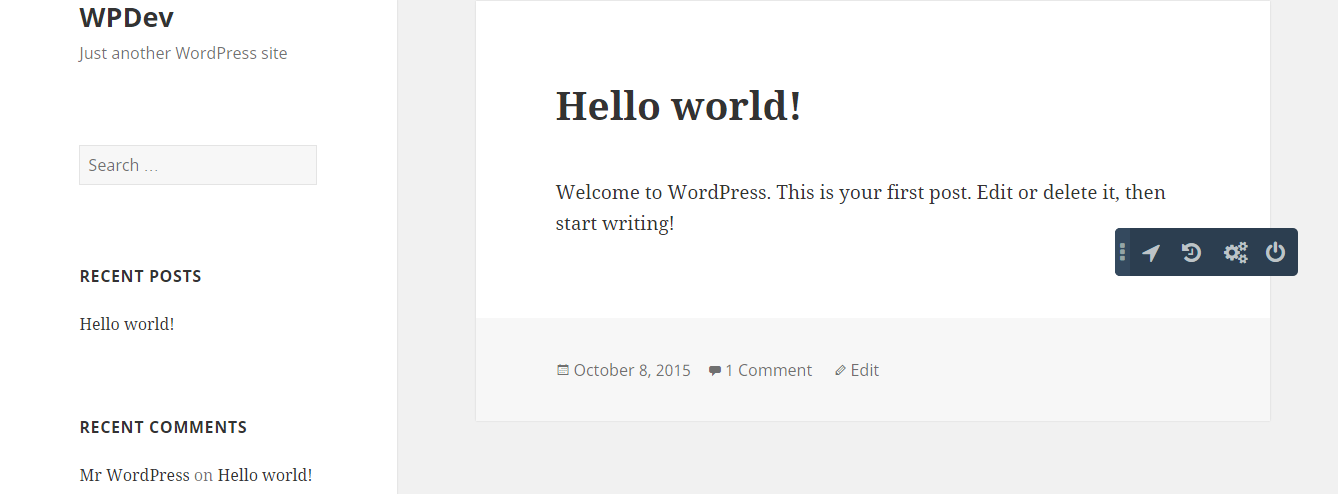 WPDev
Just another WordPress site
Search …
RECENT POSTS
Hello world!
RECENT COMMENTS
Mr WordPress on Hello world!
Hello world!
Welcome to WordPress. This is your first post. Edit or delete it, then
start writing!
October 8, 2015 1 Comment Edit